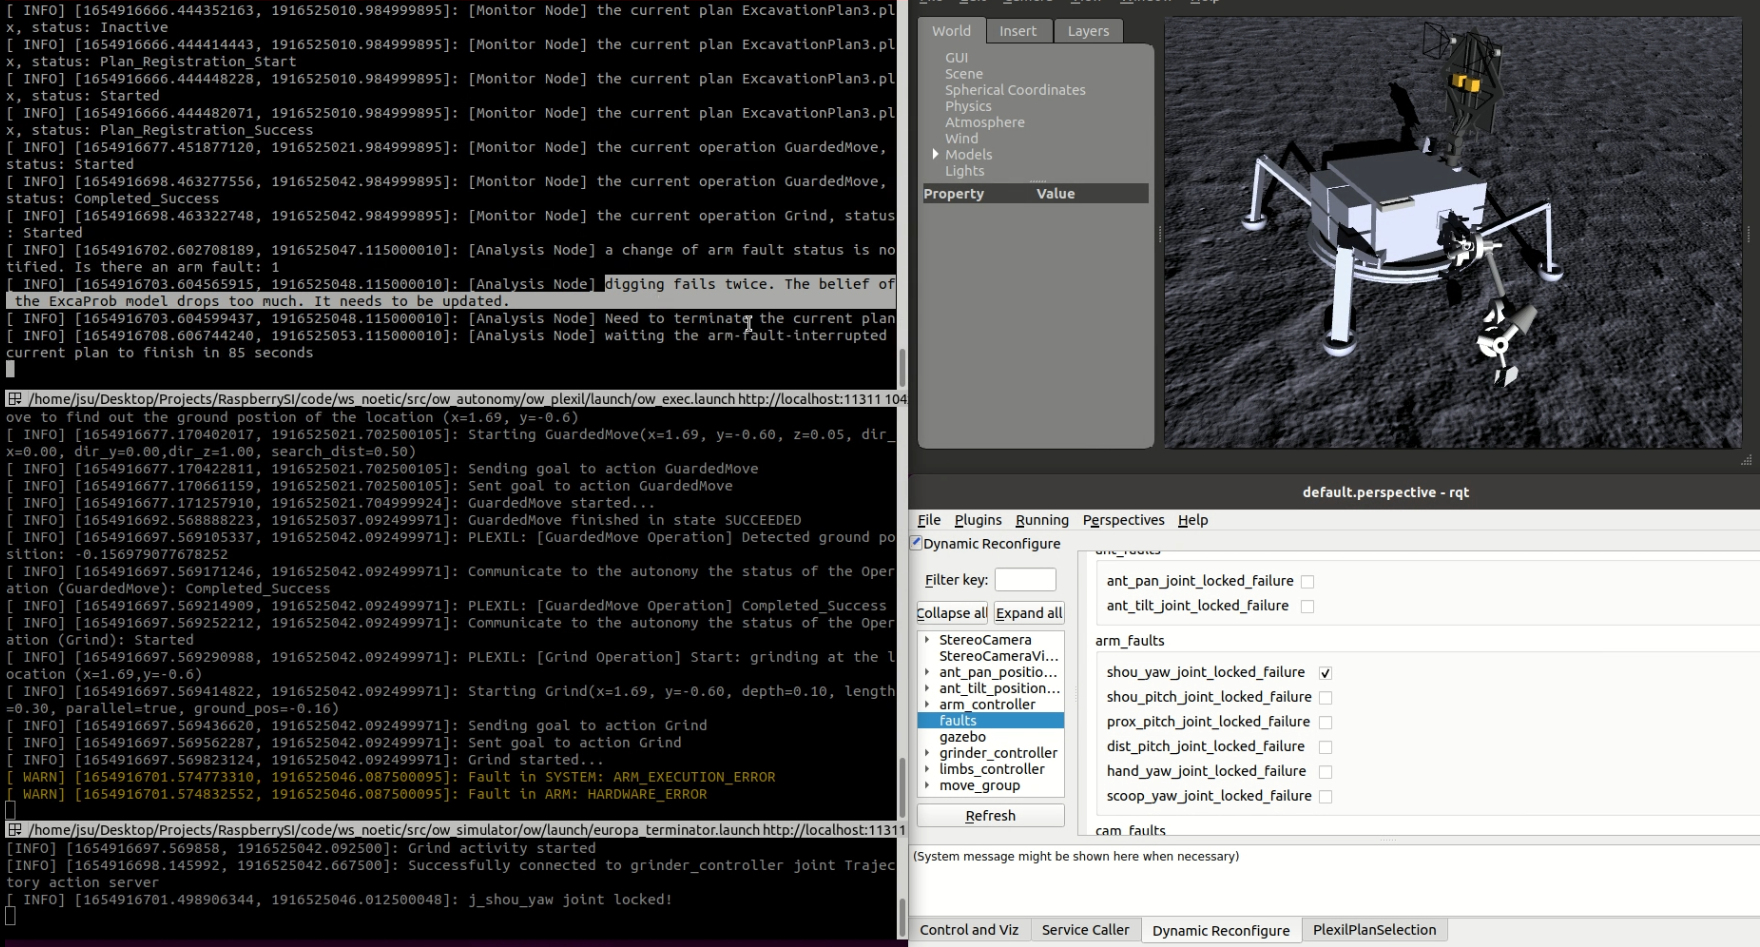 [ INFO] [1654916666.444352163, 1916525010.984999895]: [Monitor Node] the current plan ExcavationPlan3.pl
x, status: Inactive
[ INFO] [1654916666.444414443, 1916525010.984999895]: [Monitor Node] the current plan ExcavationPlan3.pl
x, status: Plan_Registration_Start
[ INFO] [1654916666.444448228, 1916525010.984999895]: [Monitor Node] the current plan ExcavationPlan3.pl
x, status: Started
[ INFO] [1654916666.444482071, 1916525010.984999895]: [Monitor Node] the current plan ExcavationPlan3.pl
x, status: Plan_Registration_Success
[ INFO] [1654916677.451877120, 1916525021.984999895]: [Monitor Node] the current operation GuardedMove,
status: Started
[ INFO] [1654916698.463277556, 1916525042.984999895]: [Monitor Node] the current operation GuardedMove,
status: Completed_Success
[ INFO] [1654916698.463322748, 1916525042.984999895]: [Monitor Node] the current operation Grind, status
: Started
[ INFO] [1654916702.602708189, 1916525047.115000010]: [Analysis Node] a change of arm fault status is no
tified. Is there an arm fault: 1
[ INFO] [1654916703.604565915, 1916525048.115000010]: [Analysis Node] digging fails twice. The belief of
the ExcaProb model drops too much. It needs to be updated.
[ INFO] [1654916703.604599437, 1916525048.115000010]: [Analysis Node] Need to terminate the current plan
[ INFO] [1654916708.606744240, 1916525053.115000010]: [Analysis Node] waiting the arm-fault-interrupted
current plan to finish in 85 seconds
/home/jsu/Desktop/Projects/RaspberrySI/code/ws_noetic/src/ow_autonomy/ow_plexil/launch/ow_exec.launch http://localhost:11311 104
ove to find out the ground postion of the location (x=1.69, y=-0.6)
[ INFO] [1654916677.170402017, 1916525021.702500105]: Starting GuardedMove(x=1.69, y=-0.60, z=0.05, dir_
x=0.00, dir_y=0.00,dir_z=1.00, search_dist=0.50)
[ INFO] [1654916677.170422811, 1916525021.702500105]: Sending goal to action GuardedMove
[ INFO] [1654916677.170661159, 1916525021.702500105]: Sent goal to action GuardedMove
[ INFO] [1654916677.171257910, 1916525021.704999924]: GuardedMove started...
[ INFO] [1654916692.568888223, 1916525037.092499971]: GuardedMove finished in state SUCCEEDED
[ INFO] [1654916697.569105337, 1916525042.092499971]: PLEXIL: [GuardedMove Operation] Detected ground po
sition: -0.156979077678252
[ INFO] [1654916697.569171246, 1916525042.092499971]: Communicate to the autonomy the status of the Oper
ation (GuardedMove): Completed_Success
[ INFO] [1654916697.569214909, 1916525042.092499971]: PLEXIL: [GuardedMove Operation] Completed_Success
[ INFO] [1654916697.569252212, 1916525042.092499971]: Communicate to the autonomy the status of the Oper
ation (Grind): Started
[ INFO] [1654916697.569290988, 1916525042.092499971]: PLEXIL: [Grind Operation] Start: grinding at the l
ocation (x=1.69,y=-0.6)
[ INFO] [1654916697.569414822, 1916525042.092499971]: Starting Grind(x=1.69, y=-0.60, depth=0.10, length
=0.30, parallel=true, ground_pos=-0.16)
[ INFO] [1654916697.569436620, 1916525042.092499971]: Sending goal to action Grind
[ INFO] [1654916697.569562287, 1916525042.092499971]: Sent goal to action Grind
[ INFO] [1654916697.569823124, 1916525042.092499971]: Grind started...
[ WARN] [1654916701.574773310, 1916525046.087500095]: Fault in SYSTEM: ARM_EXECUTION_ERROR
[ WARN] [1654916701.574832552, 1916525046.087500095]: Fault in ARM: HARDWARE_ERROR
/home/jsu/Desktop/Projects/RaspberrySI/code/ws_noetic/src/ow_simulator/ow/launch/europa_terminator.launch http://localhost:11311
[INFO] [1654916697.569858, 1916525042.092500]: Grind activity started
[INFO] [1654916698.145992, 1916525042.667500]: Successfully connected to grinder_controller joint Trajec
tory action server
[ INFO] [1654916701.498906344, 1916525046.012500048]: j_shou_yaw joint locked!
World Insert Layers
GUI
Scene
Spherical Coordinates
Physics
Atmosphere
Wind
Models
Lights
Property Value
default.perspective - rqt
File Plugins Running Perspectives Help
Dynamic Reconfigure
Filter key:
Collapse all Expand all
StereoCamera
StereoCameraVi...
ant_pan_positio...
ant_tilt_position...
arm_controller
faults
gazebo
grinder_controller
limbs_controller
move_group
Refresh
ant_faults
ant_pan_joint_locked_failure
ant_tilt_joint_locked_failure
arm_faults
shou_yaw_joint_locked_failure
shou_pitch_joint_locked_failure
prox_pitch_joint_locked_failure
dist_pitch_joint_locked_failure
hand_yaw_joint_locked_failure
scoop_yaw_joint_locked_failure
cam_faults
(System message might be shown here when necessary)
Control and Viz Service Caller Dynamic Reconfigure PlexilPlanSelection